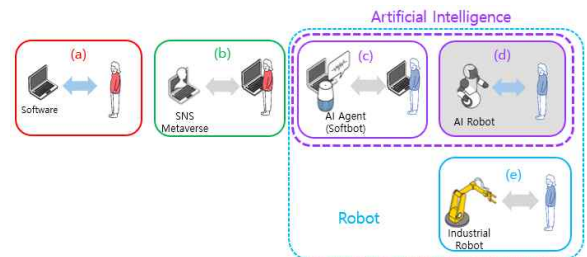 Artificial Intelligence
(a)
(b)
(c)
(d)
Software
SNS
Metaverse
AI Agent
(Softbot)
AI Robot
(e)
Robot
Industrial
Robot